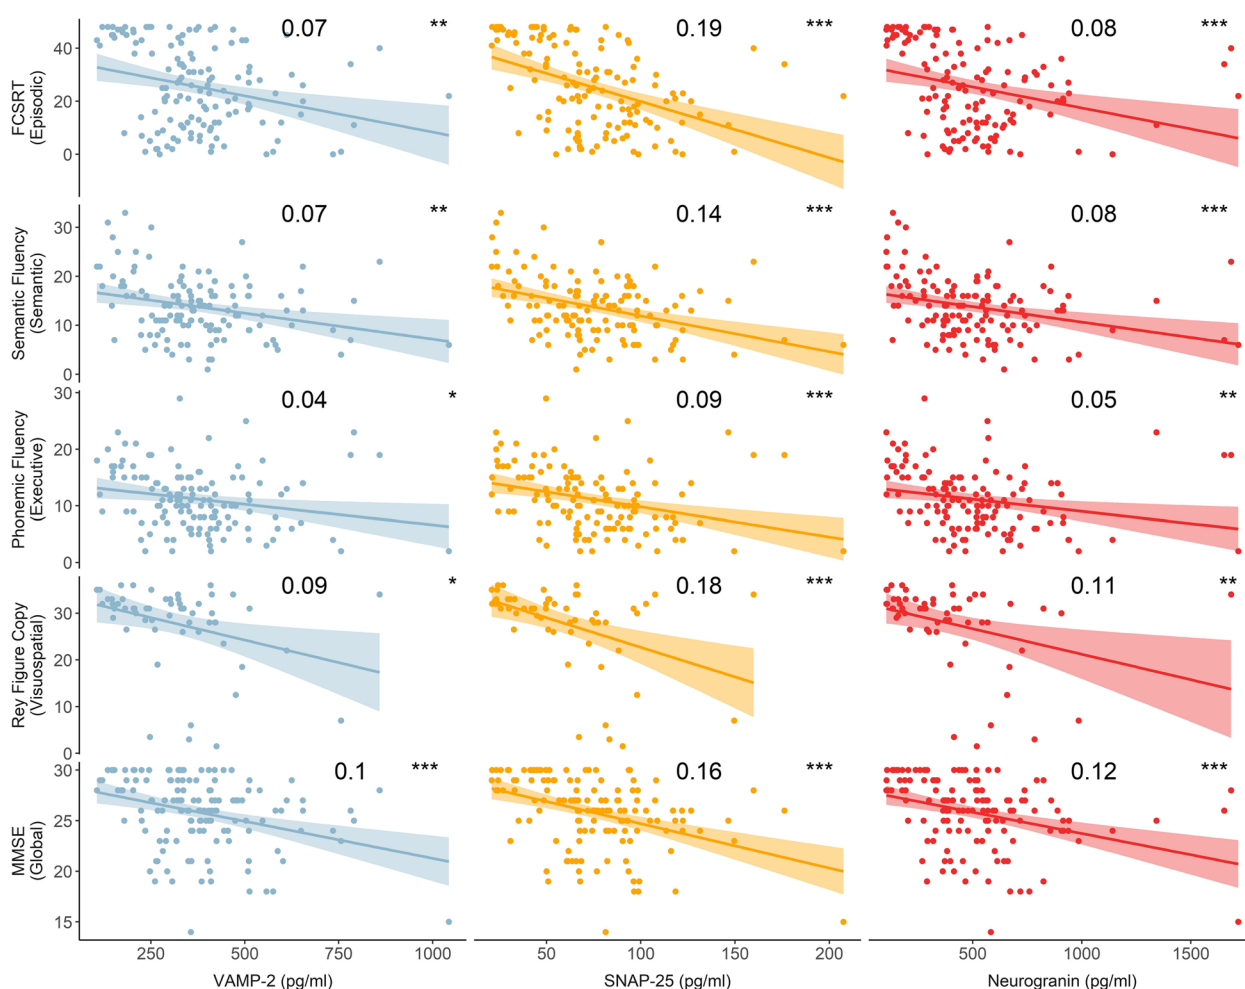 FCSRT
(Episodic)
40
20
0
0.07 **
0.19 ***
0.08 ***
Semantic Fluency
(Semantic)
30
20
10
0
0.07 **
0.14 ***
0.08 ***
Phonemic Fluency
(Executive)
30
20
10
0
0.04 *
0.09 ***
0.05 **
Rey Figure Copy
(Visuospatial)
30
20
10
0
0.09 *
0.18 ***
0.11 **
MMSE
(Global)
30
25
20
15
0.1 ***
0.16 ***
0.12 ***
250 500 750 1000
50 100 150 200
500 1000 1500
VAMP-2 (pg/ml)
SNAP-25 (pg/ml)
Neurogranin (pg/ml)